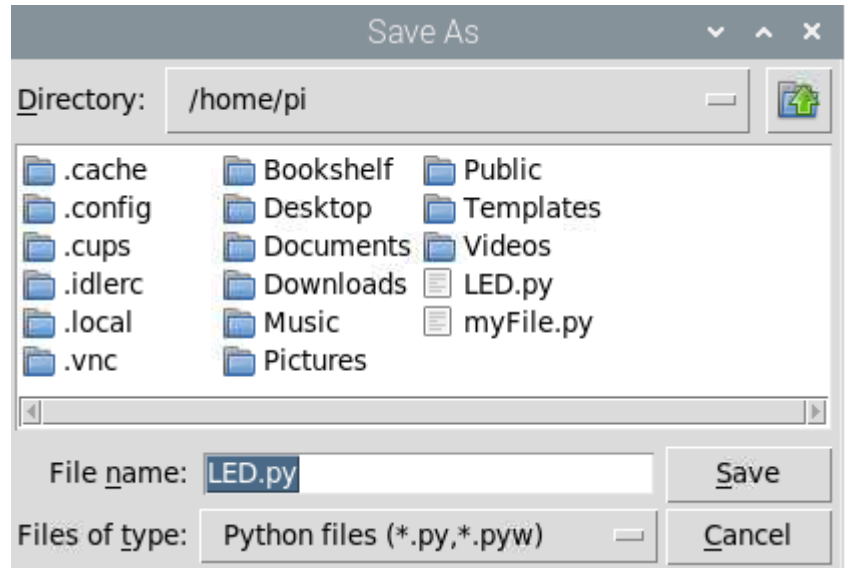 Save As
Directory: /home/pi
.cache Bookshelf Public
.config Desktop Templates
.cups Documents Videos
.idlerc Downloads LED.py
.local Music myFile.py
.vnc Pictures
File name: LED.py Save
Files of type: Python files (*.py,*.pyw) Cancel